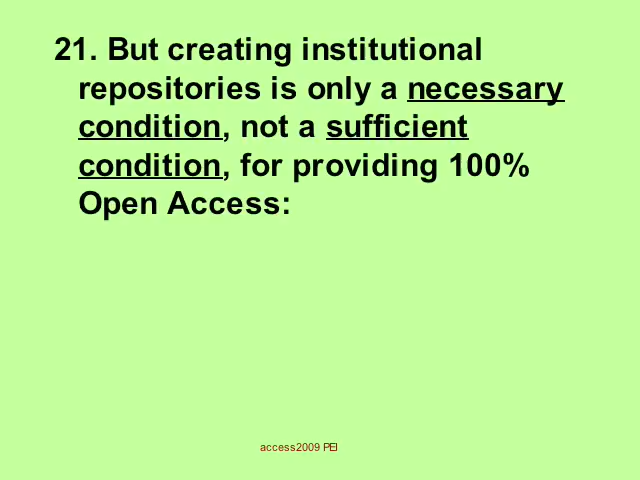 21. But creating institutional
repositories is only a necessary
condition, not a sufficient
condition, for providing 100%
Open Access:
access2009 PEI